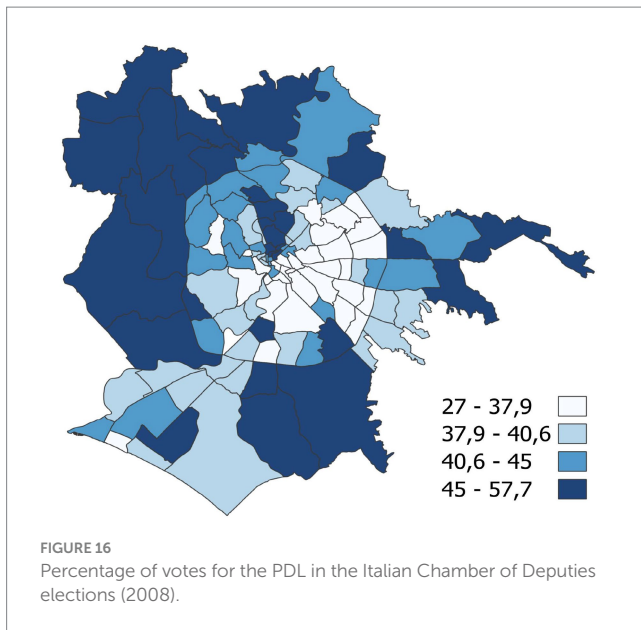 27 - 37,9
37,9 - 40,6
40,6 - 45
45 - 57,7
FIGURE 16
Percentage of votes for the PDL in the Italian Chamber of Deputies
elections (2008).